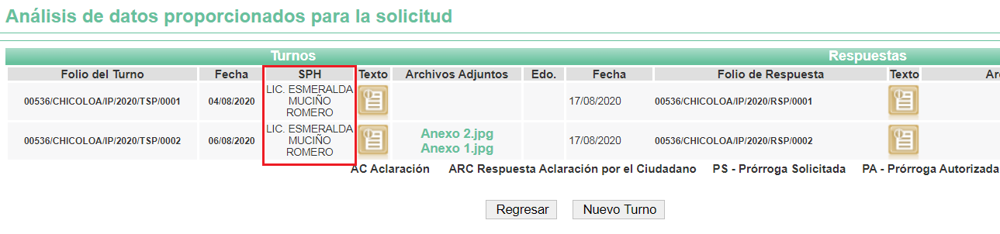 Análisis de datos proporcionados para la solicitud
Turnos Respuestas
Folio del Turno Fecha SPH Texto Archivos Adjuntos Edo. Fecha Folio de Respuesta Texto
00536/CHICOLOA/IP/2020/TSP/0001 04/08/2020 LIC. ESMERALDA MUCIÑO ROMERO 17/08/2020 00536/CHICOLOA/IP/2020/RSP/0001
00536/CHICOLOA/IP/2020/TSP/0002 06/08/2020 LIC. ESMERALDA MUCIÑO ROMERO Anexo 2.jpg Anexo 1.jpg 17/08/2020 00536/CHICOLOA/IP/2020/RSP/0002
AC Aclaración ARC Respuesta Aclaración por el Ciudadano PS - Prórroga Solicitada PA - Prórroga Autorizada
Regresar Nuevo Turno